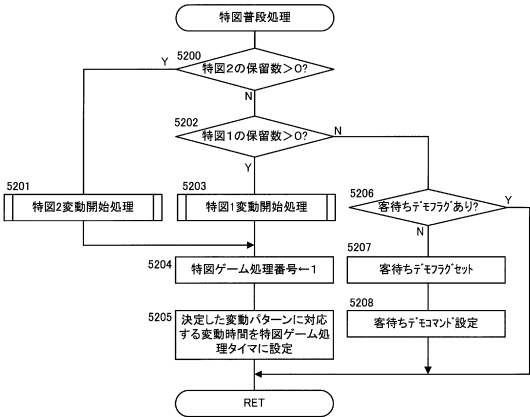 特図普段処理
5200
Y
特図2の保留数>0?
N
5202
特図1の保留数>0?
N
Y
5201
特図2変動開始処理
5203
特図1変動開始処理
5206
客待ちデモフラグあり?
Y
N
5204
特図ゲーム処理番号←1
5207
客待ちデモフラグセット
5205
決定した変動パターンに対応
する変動時間を特図ゲーム処
理タイマに設定
5208
客待ちデモコマンド設定
RET